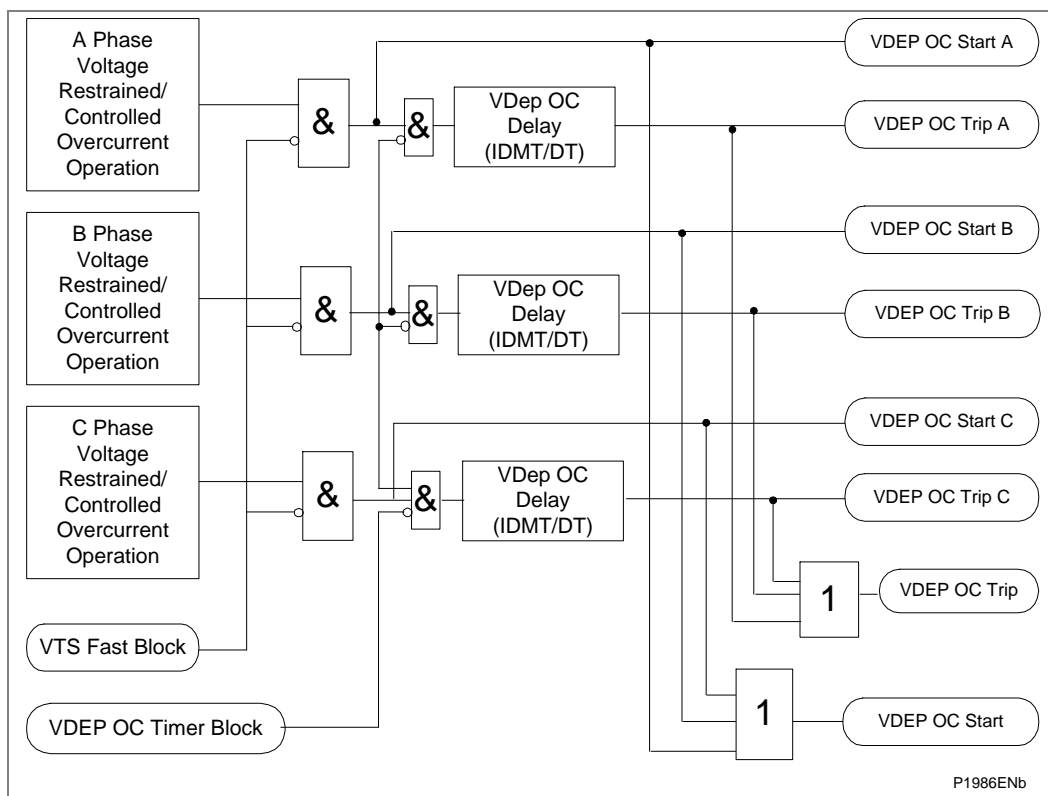 A Phase
Voltage
Restrained/
Controlled
Overcurrent
Operation
&
&
VDep OC
Delay
(IDMT/DT)
VDEP OC Start A
VDEP OC Trip A
B Phase
Voltage
Restrained/
Controlled
Overcurrent
Operation
&
&
VDep OC
Delay
(IDMT/DT)
VDEP OC Start B
VDEP OC Trip B
C Phase
Voltage
Restrained/
Controlled
Overcurrent
Operation
&
&
VDep OC
Delay
(IDMT/DT)
VDEP OC Start C
VDEP OC Trip C
1
VDEP OC Trip
VTS Fast Block
VDEP OC Timer Block
1
VDEP OC Start
P1986ENb